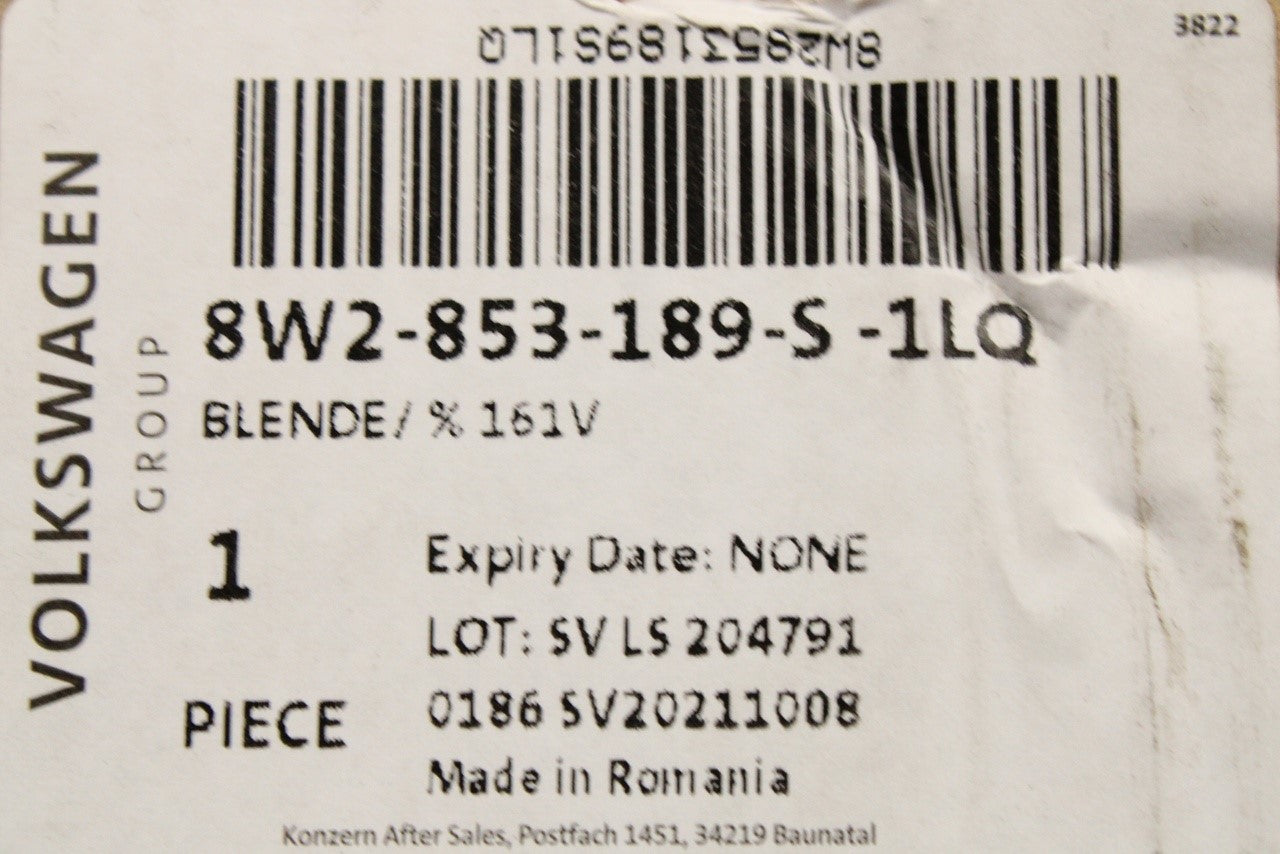 3822
8W2853189S1LQ
VOLKSWAGEN
GROUP
8W2-853-189-S -1LQ
BLENDE/ % 161V
1
PIECE
Expiry Date: NONE
LOT: SV LS 204791
0186 SV20211008
Made in Romania
Konzern After Sales, Postfach 1451, 34219 Baunatal